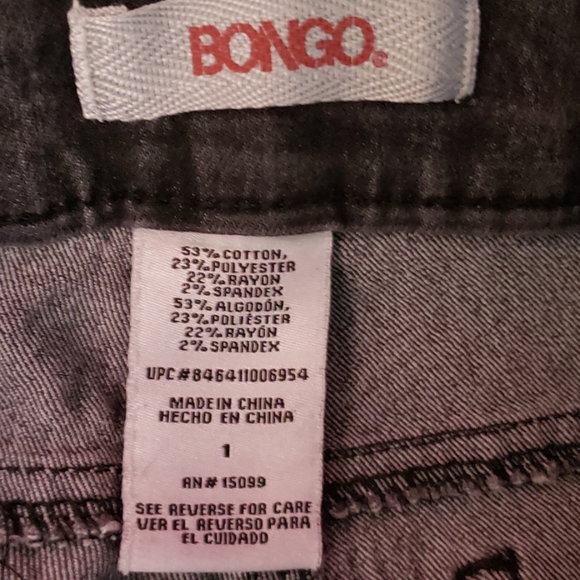 BONGO®
53% COTTON,
23% POLYESTER
22% RAYON
2% SPANDEX
53% ALGODÓN,
23% POLIÉSTER
22% RAYÓN
2% SPANDEX
UPC# 846411006954
MADE IN CHINA
HECHO EN CHINA
1
RN# 15099
SEE REVERSE FOR CARE
VER EL REVERSO PARA
EL CUIDADO